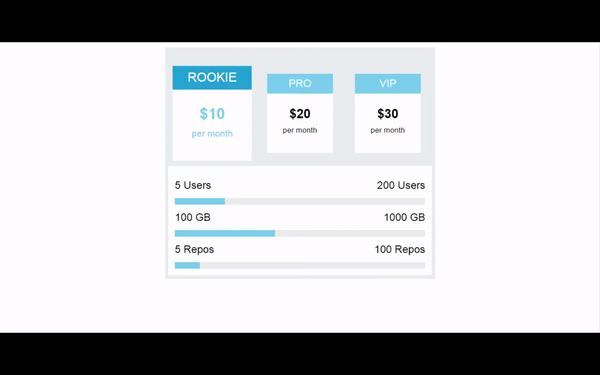 ROOKIE
PRO
VIP
$10
$20
$30
per month
per month
per month
5 Users
200 Users
100 GB
1000 GB
5 Repos
100 Repos